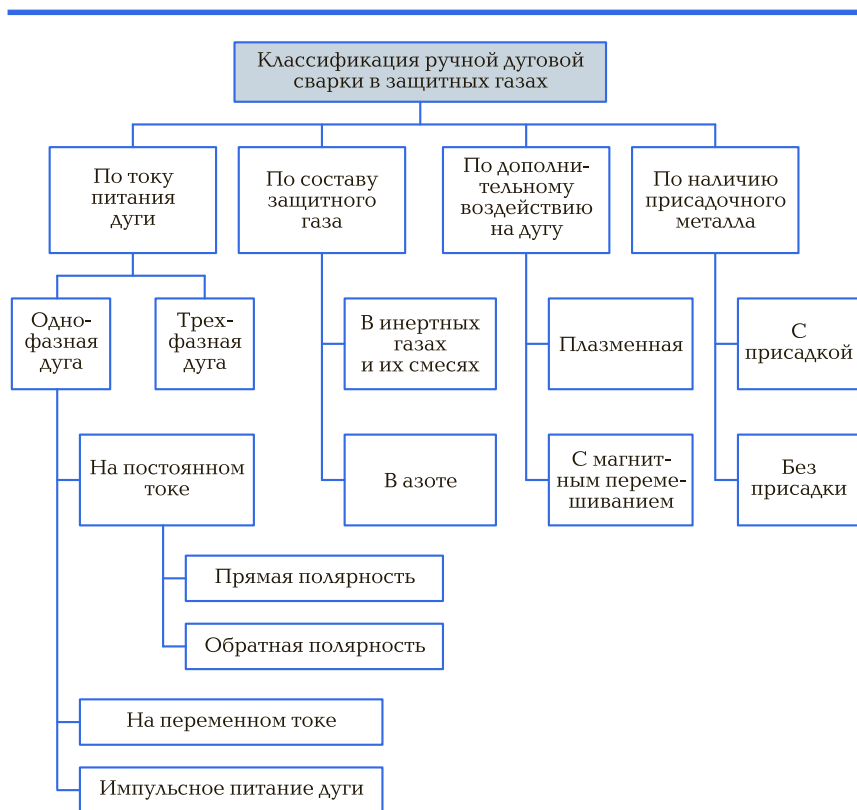 Классификация ручной дуговой
сварки в защитных газах
По току
питания
дуги
По составу
защитного
газа
По дополни-
тельному
воздействию
на дугу
По наличию
присадочного
металла
Одно-
фазная
дуга
Трех-
фазная
дуга
В инертных
газах
и их смесях
Плазменная
С
присадкой
На постоянном
токе
В азоте
С магнит-
ным переме-
шиванием
Без
присадки
Прямая полярность
Обратная полярность
На переменном токе
Импульсное питание дуги